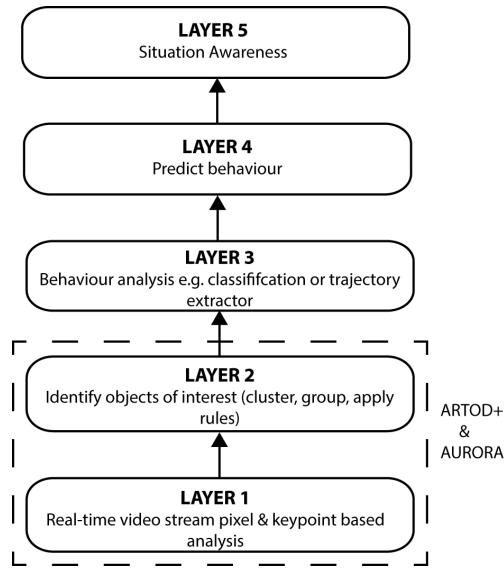 LAYER 5
Situation Awareness
LAYER 4
Predict behaviour
LAYER 3
Behaviour analysis e.g. classififcation or trajectory
extractor
LAYER 2
Identify objects of interest (cluster, group, apply
rules)
ARTOD+
&
AURORA
LAYER 1
Real-time video stream pixel & keypoint based
analysis